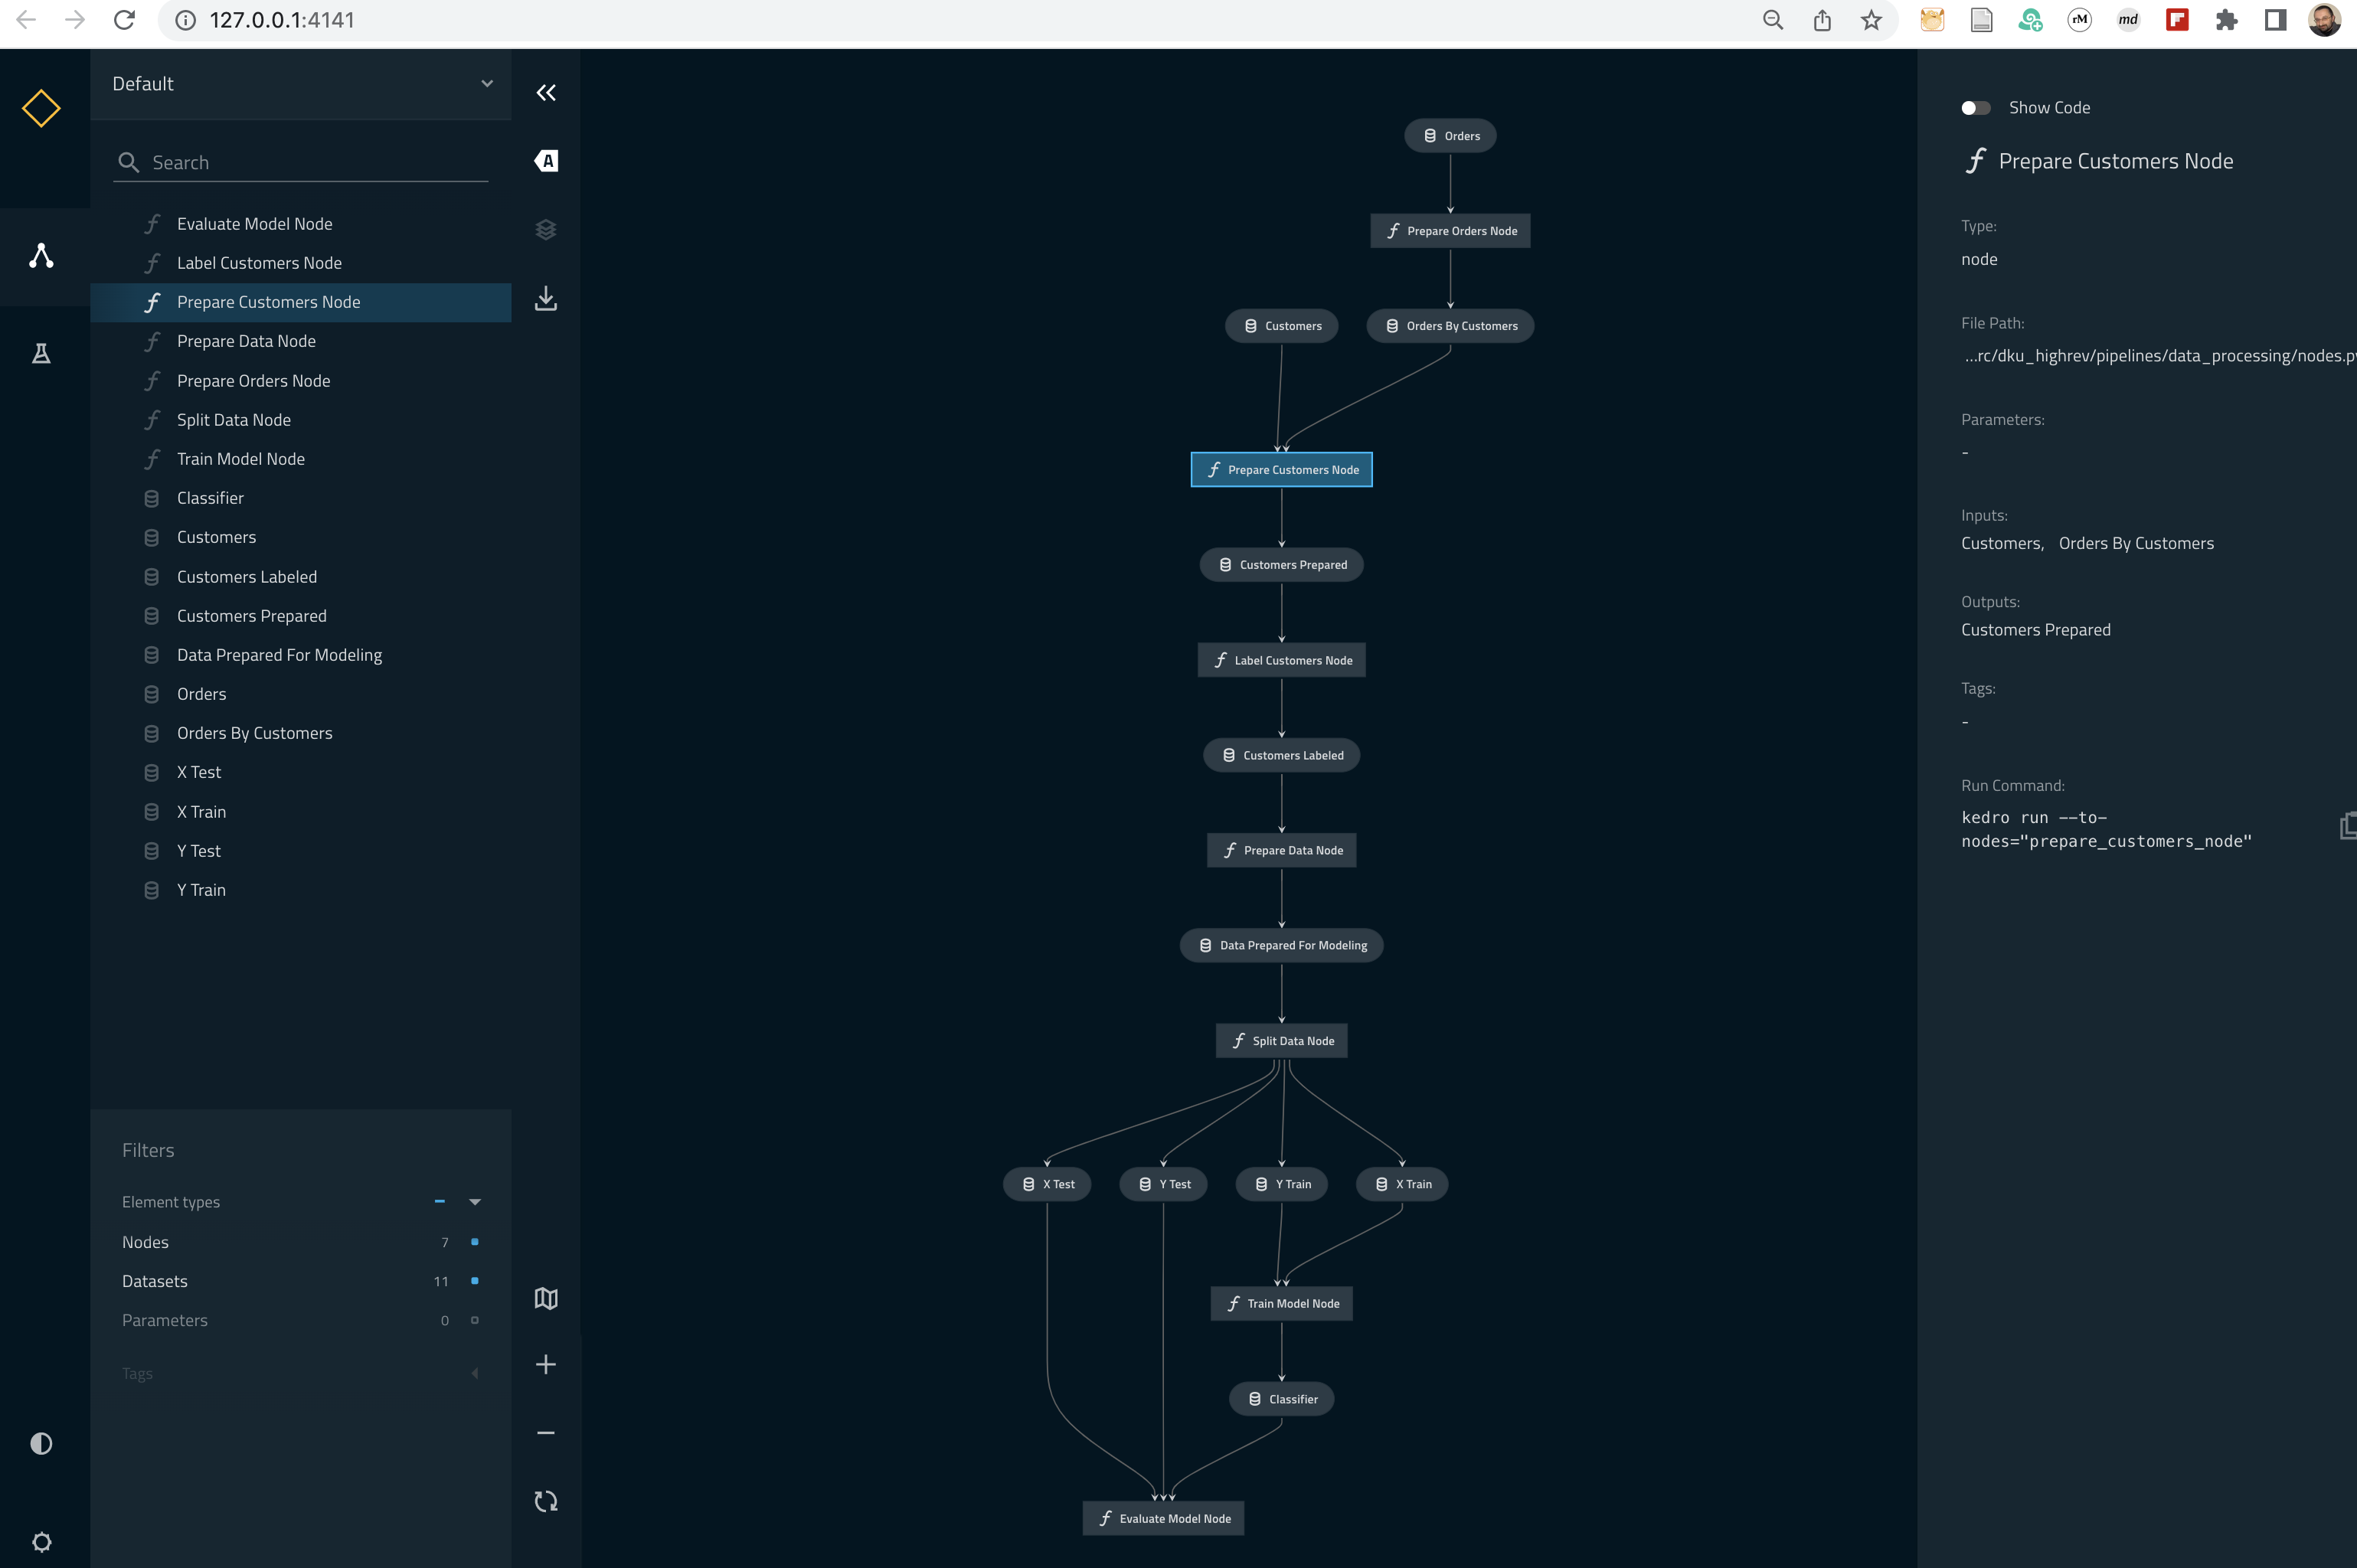 127.0.0.1:4141
rM
md
Default
Search
A
Evaluate Model Node
Label Customers Node
Prepare Customers Node
Prepare Data Node
Prepare Orders Node
Split Data Node
Train Model Node
Classifier
Customers
Customers Labeled
Customers Prepared
Data Prepared For Modeling
Orders
Orders By Customers
X Test
X Train
Y Test
Y Train
Filters
Element types
Nodes 7
Datasets 11
Parameters 0
Tags
Orders
Prepare Orders Node
Customers
Orders By Customers
Prepare Customers Node
Customers Prepared
Label Customers Node
Customers Labeled
Prepare Data Node
Data Prepared For Modeling
Split Data Node
X Test
Y Test
Y Train
X Train
Train Model Node
Classifier
Evaluate Model Node
Show Code
Prepare Customers Node
Type:
node
File Path:
...rc/dku_highrev/pipelines/data_processing/nodes.py
Parameters:
-
Inputs:
Customers, Orders By Customers
Outputs:
Customers Prepared
Tags:
-
Run Command:
kedro run --to-
nodes="prepare_customers_node"